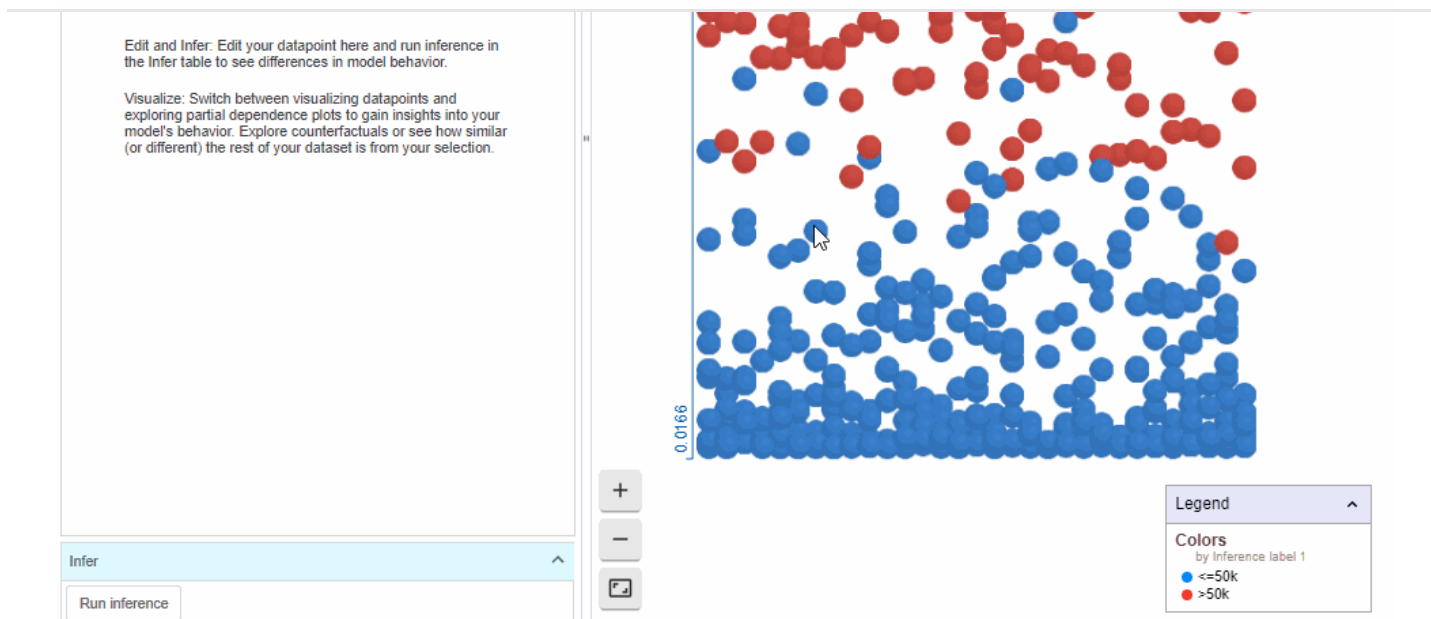 Edit and Infer: Edit your datapoint here and run inference in
the Infer table to see differences in model behavior.
Visualize: Switch between visualizing datapoints and
exploring partial dependence plots to gain insights into your
model's behavior. Explore counterfactuals or see how similar
(or different) the rest of your dataset is from your selection.
0.0166
Legend
Colors
by Inference label 1
<=50k
>50k
Infer
Run inference